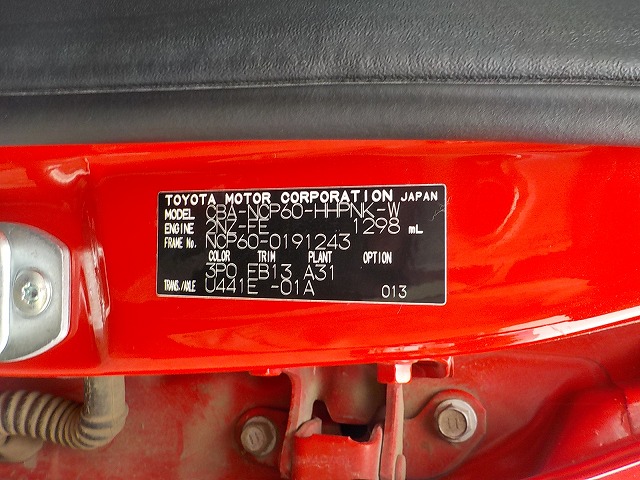 TOYOTA MOTOR CORPORATION JAPAN
MODEL CBA-NCP60-HHPNK-W
ENGINE 2NZ-FE 1298 mL
FRAME No. NCP60-0191243
COLOR TRIM PLANT OPTION
3P0 FB13 A31
TRANS./AXLE U441E -01A 013